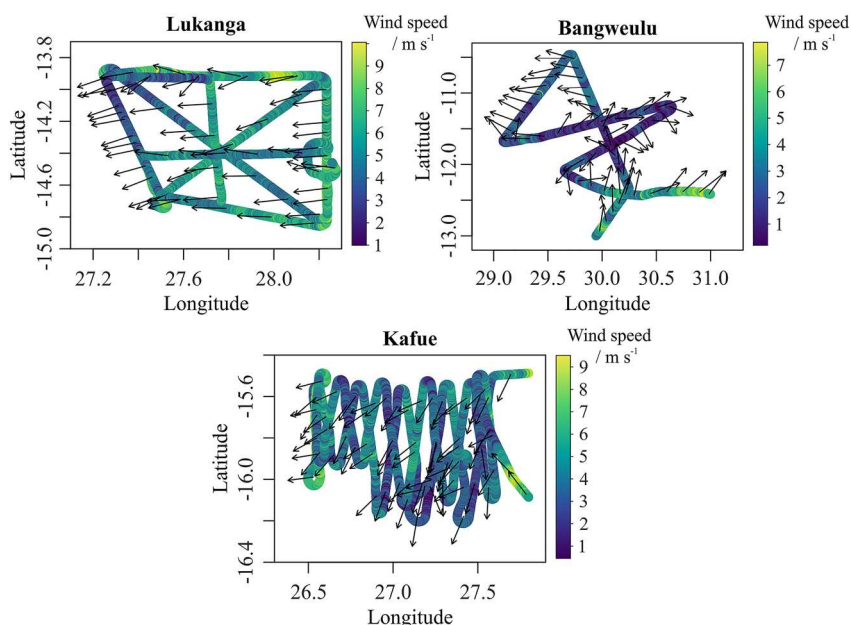 Lukanga
Wind speed
/ m s-1
-13.8
-14.2
-14.6
-15.0
Latitude
27.2 27.6 28.0
Longitude
9
8
7
6
5
4
3
2
1
Bangweulu
Wind speed
/ m s-1
-11.0
-12.0
-13.0
Latitude
29.0 29.5 30.0 30.5 31.0
Longitude
7
6
5
4
3
2
1
Kafue
Wind speed
/ m s-1
-15.6
-16.0
-16.4
Latitude
26.5 27.0 27.5
Longitude
9
8
7
6
5
4
3
2
1